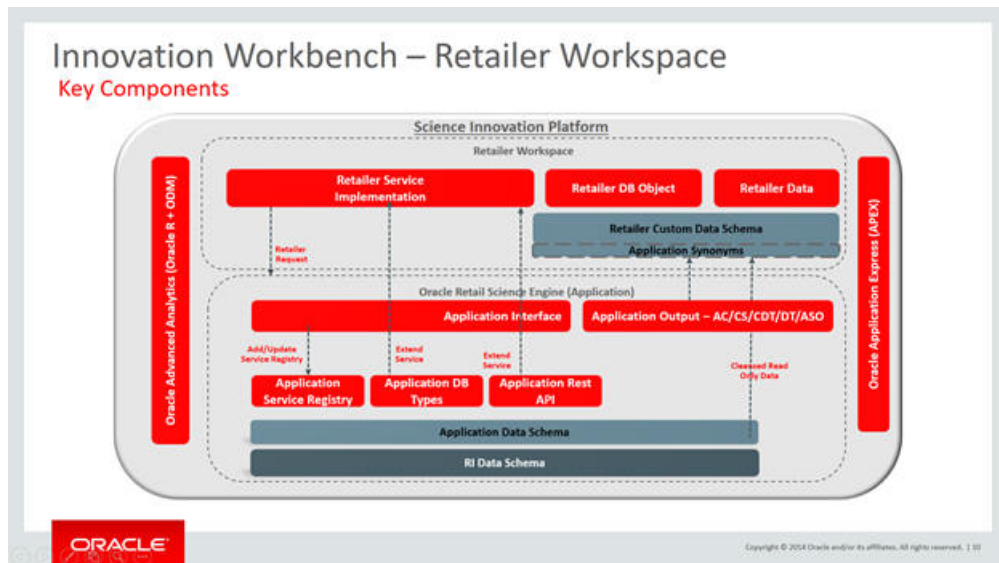 Innovation Workbench – Retailer Workspace
Key Components
Science Innovation Platform
Retailer Workspace
Oracle Advanced Analytics (Oracle R + ODM)
Retailer Service
Implementation
Retailer DB Object
Retailer Data
Retailer Custom Data Schema
Application Synonyms
Retailer
Request
Oracle Retail Science Engine (Application)
Application Interface
Application Output – AC/CS/CDT/DT/ASO
Add/Update
Service Registry
Extend
Service
Extend
Service
Cleansed Read
Only Data
Application
Service Registry
Application DB
Types
Application Rest
API
Application Data Schema
RI Data Schema
Oracle Application Express (APEX)
ORACLE
Copyright © 2014 Oracle and/or its affiliates. All rights reserved. | 10